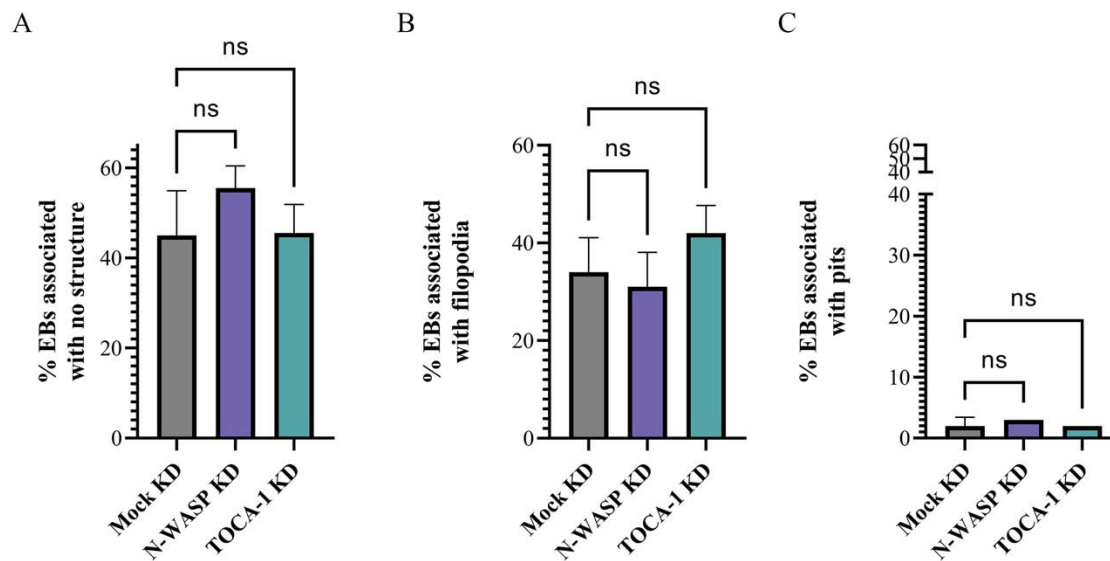 A
B
C
ns
ns
% EBs associated
with no structure
60
40
20
0
Mock KD
N-WASP KD
TOCA-1 KD
ns
ns
% EBs associated
with filopodia
60
40
20
0
Mock KD
N-WASP KD
TOCA-1 KD
ns
ns
% EBs associated
with pits
60
50
40
40
30
20
10
0
Mock KD
N-WASP KD
TOCA-1 KD